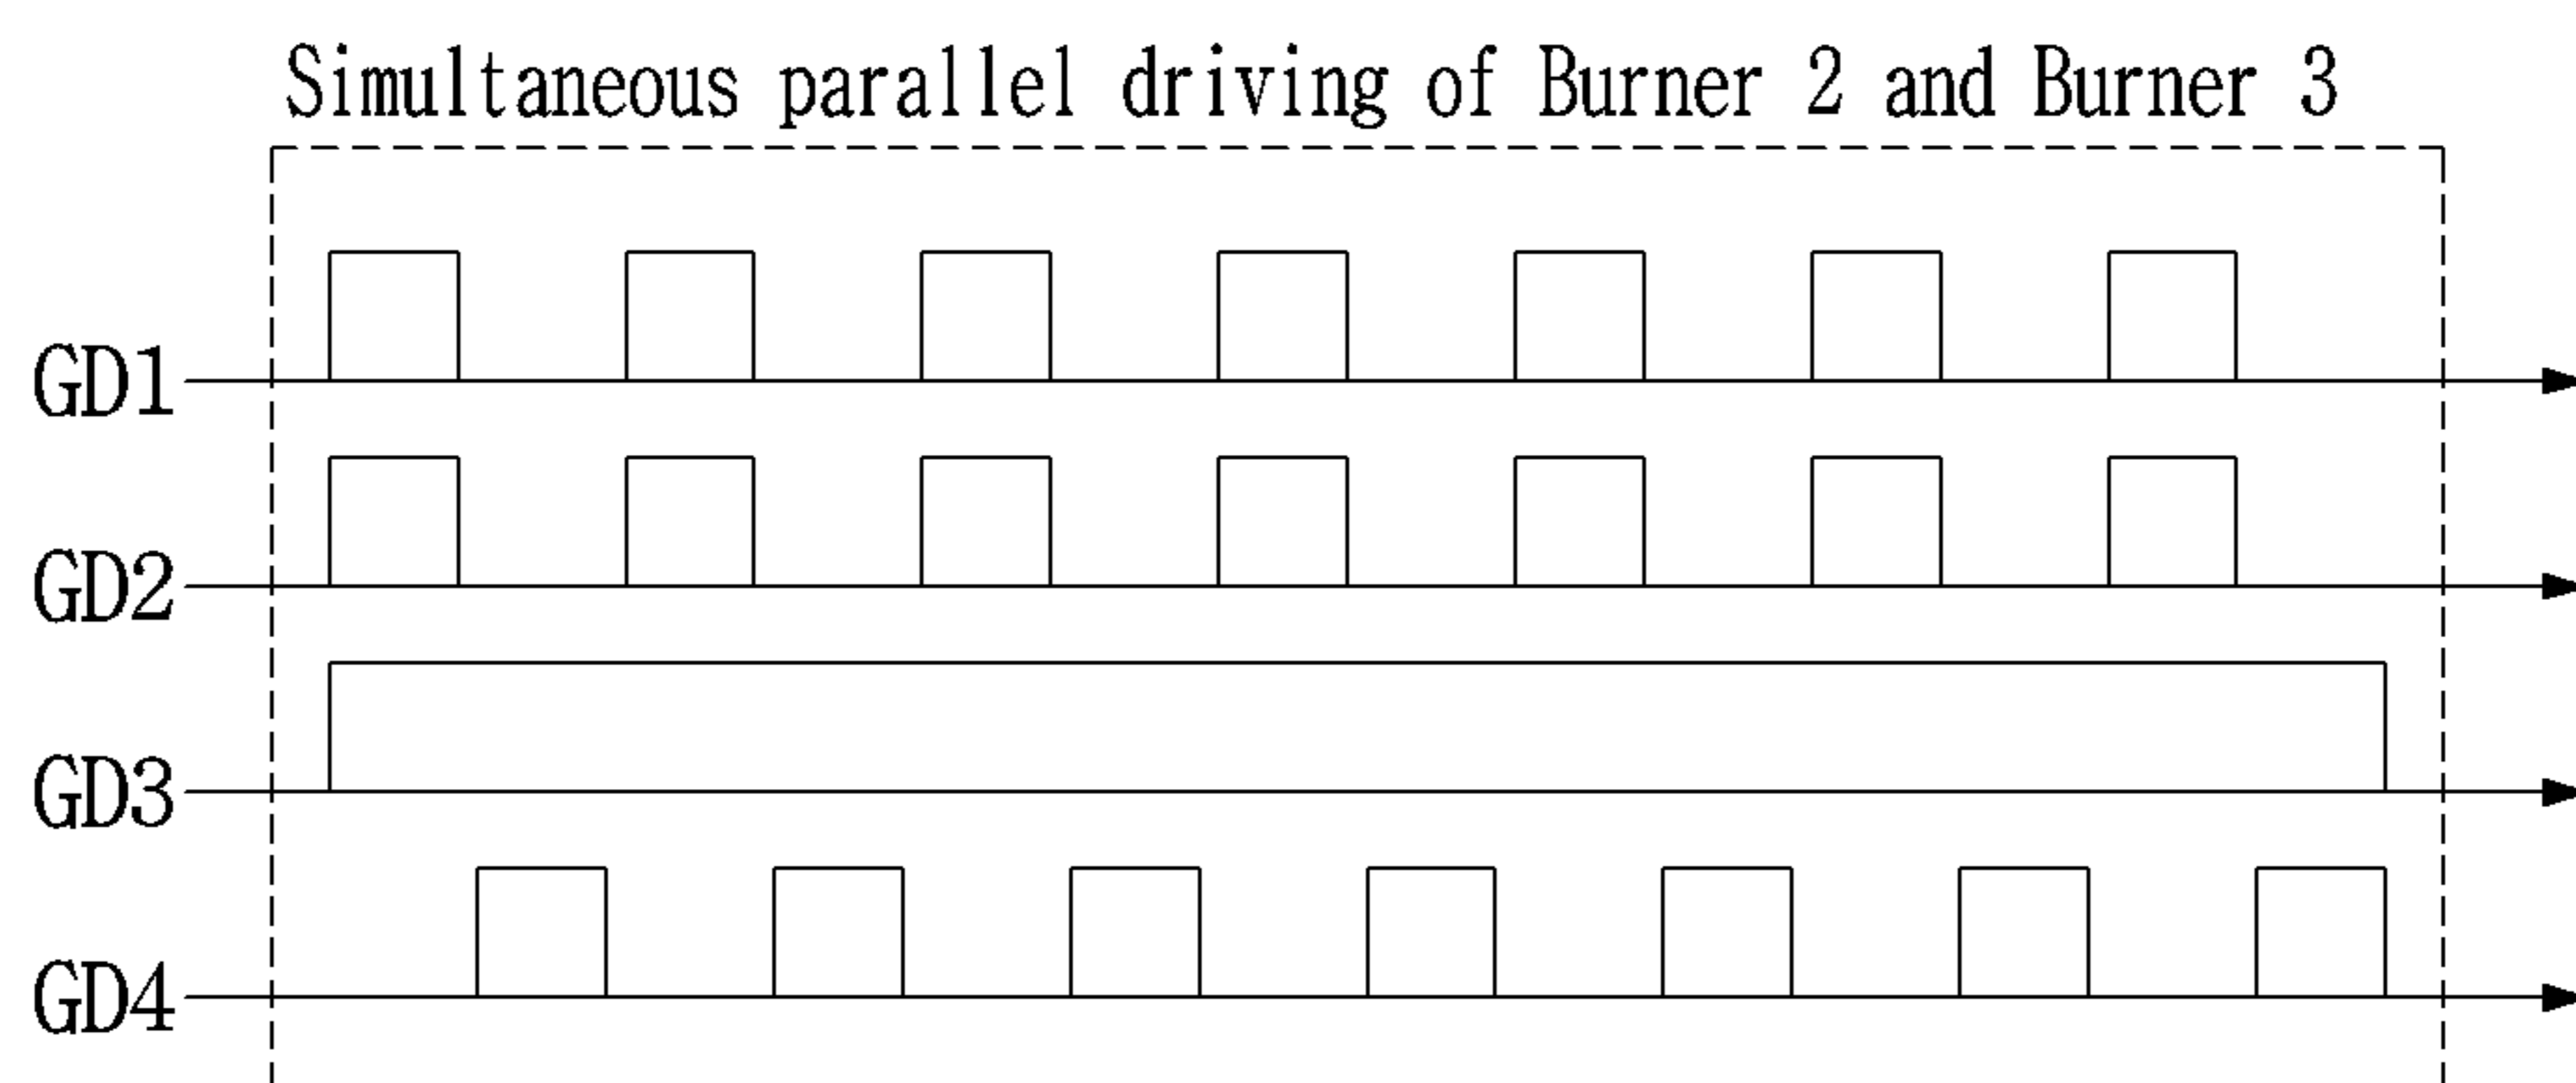 Simultaneous parallel driving of Burner 2 and Burner 3
GD1
GD2
GD3
GD4